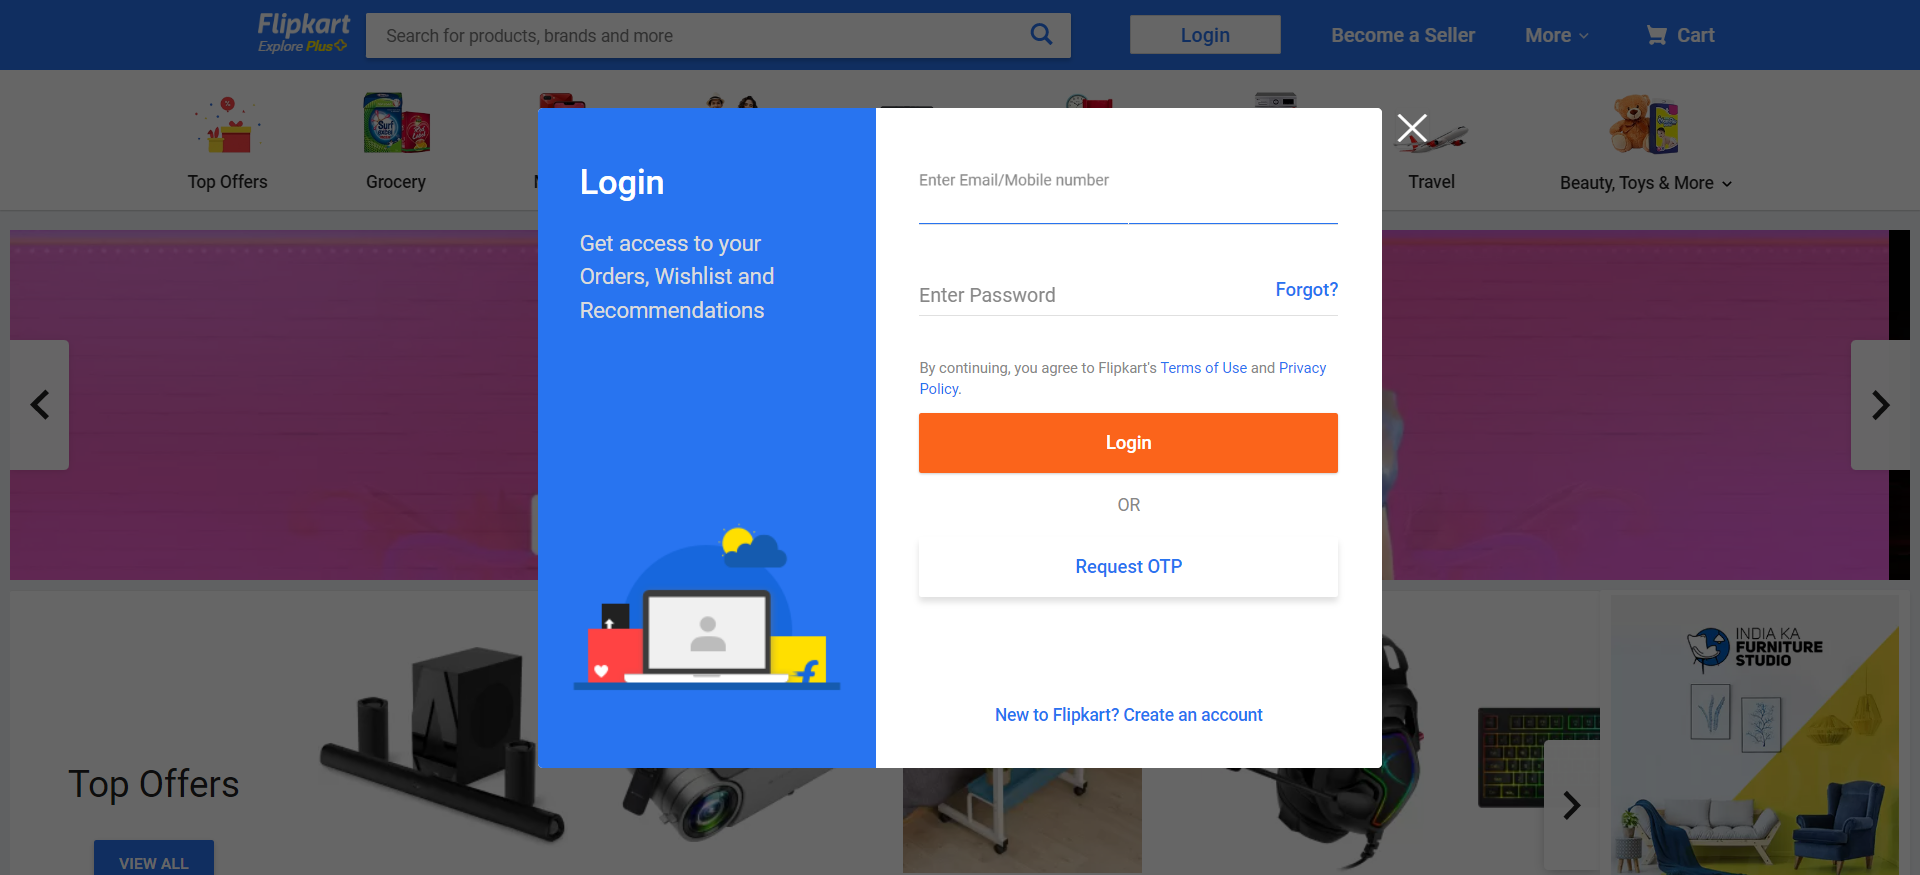 Flipkart
Explore Plus
Search for products, brands and more
Login
Become a Seller
More
Cart
Top Offers
Grocery
Travel
Beauty, Toys & More
Login
Get access to your
Orders, Wishlist and
Recommendations
Enter Email/Mobile number
Enter Password
Forgot?
By continuing, you agree to Flipkart's Terms of Use and Privacy
Policy.
Login
OR
Request OTP
New to Flipkart? Create an account
Top Offers
VIEW ALL
INDIA KA
FURNITURE
STUDIO